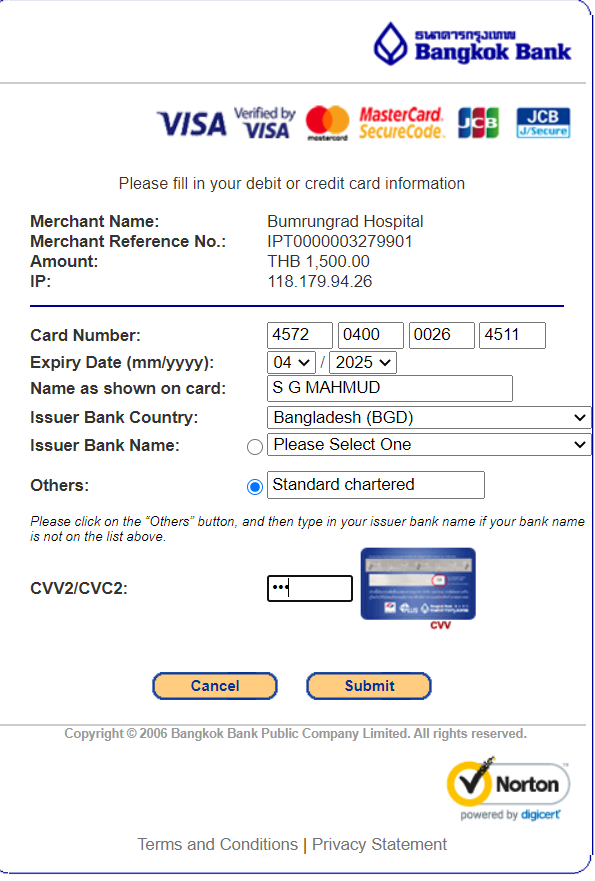 ธนาคารกรุงเทพ
Bangkok Bank
VISA Verified by VISA mastercard MasterCard. SecureCode. JCB JCB J/Secure
Please fill in your debit or credit card information
Merchant Name: Bumrungrad Hospital
Merchant Reference No.: IPT0000003279901
Amount: THB 1,500.00
IP: 118.179.94.26
Card Number: 4572 0400 0026 4511
Expiry Date (mm/yyyy): 04 / 2025
Name as shown on card: S G MAHMUD
Issuer Bank Country: Bangladesh (BGD)
Issuer Bank Name: Please Select One
Others: Standard chartered
Please click on the “Others” button, and then type in your issuer bank name if your bank name
is not on the list above.
CVV2/CVC2: •••
CVV
Cancel Submit
Copyright © 2006 Bangkok Bank Public Company Limited. All rights reserved.
Norton
powered by digicert
Terms and Conditions | Privacy Statement